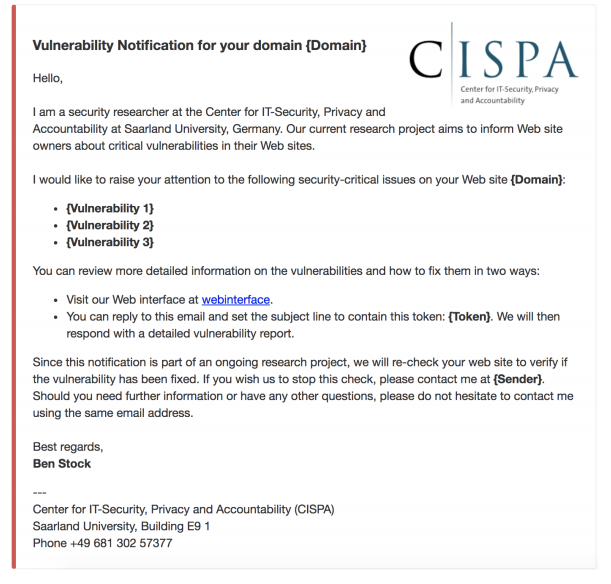 Vulnerability Notification for your domain {Domain}
CISPA
Center for IT-Security, Privacy
and Accountability
Hello,
I am a security researcher at the Center for IT-Security, Privacy and
Accountability at Saarland University, Germany. Our current research project aims to inform Web site
owners about critical vulnerabilities in their Web sites.
I would like to raise your attention to the following security-critical issues on your Web site {Domain}:
• {Vulnerability 1}
• {Vulnerability 2}
• {Vulnerability 3}
You can review more detailed information on the vulnerabilities and how to fix them in two ways:
• Visit our Web interface at webinterface.
• You can reply to this email and set the subject line to contain this token: {Token}. We will then
respond with a detailed vulnerability report.
Since this notification is part of an ongoing research project, we will re-check your web site to verify if
the vulnerability has been fixed. If you wish us to stop this check, please contact me at {Sender}.
Should you need further information or have any other questions, please do not hesitate to contact me
using the same email address.
Best regards,
Ben Stock
---
Center for IT-Security, Privacy and Accountability (CISPA)
Saarland University, Building E9 1
Phone +49 681 302 57377